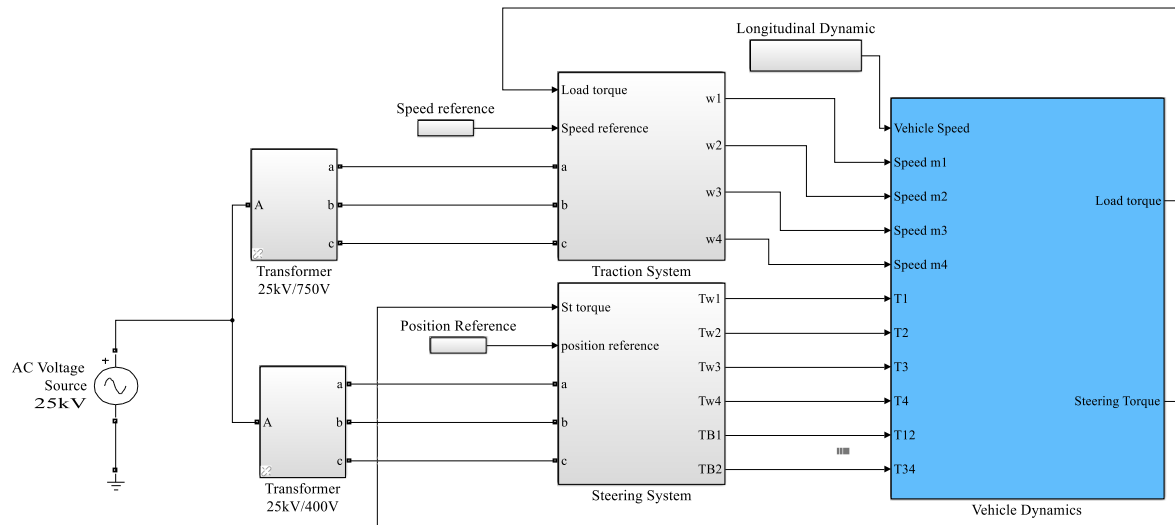 Longitudinal Dynamic
Speed reference
Load torque
Speed reference
a
b
c
w1
w2
w3
w4
Traction System
A
a
b
c
Transformer
25kV/750V
Position Reference
St torque
position reference
a
b
c
Tw1
Tw2
Tw3
Tw4
TB1
TB2
Steering System
+
AC Voltage
Source
25kV
A
a
b
c
Transformer
25kV/400V
Vehicle Speed
Speed m1
Speed m2
Speed m3
Speed m4
T1
T2
T3
T4
T12
T34
Load torque
Steering Torque
Vehicle Dynamics